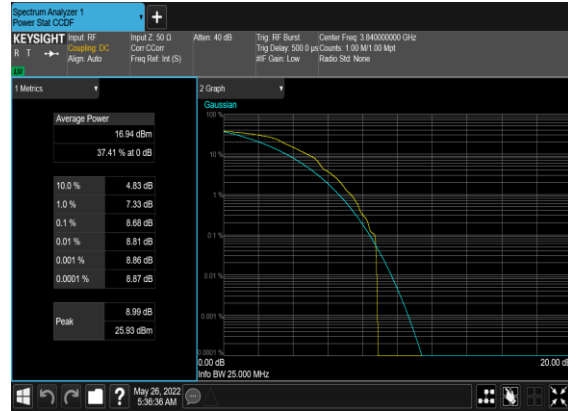 Spectrum Analyzer 1
Power Stat CCDF
KEYSIGHT
R T
LXI
Input: RF
Coupling: DC
Align: Auto
Input Z: 50 Ω
Corr CCorr
Freq Ref: Int (S)
Atten: 40 dB
Trig: RF Burst
Trig Delay: 500.0 µs
#IF Gain: Low
Center Freq: 3.840000000 GHz
Counts: 1.00 M/1.00 Mpt
Radio Std: None
1 Metrics
Average Power
16.94 dBm
37.41 % at 0 dB
10.0 % 4.83 dB
1.0 % 7.33 dB
0.1 % 8.68 dB
0.01 % 8.81 dB
0.001 % 8.86 dB
0.0001 % 8.87 dB
Peak
8.99 dB
25.93 dBm
2 Graph
Gaussian
100 %
10 %
1 %
0.1 %
0.01 %
0.001 %
0.0001 %
0.00 dB 20.00 dB
Info BW 25.000 MHz
?
May 26, 2022
5:36:36 AM